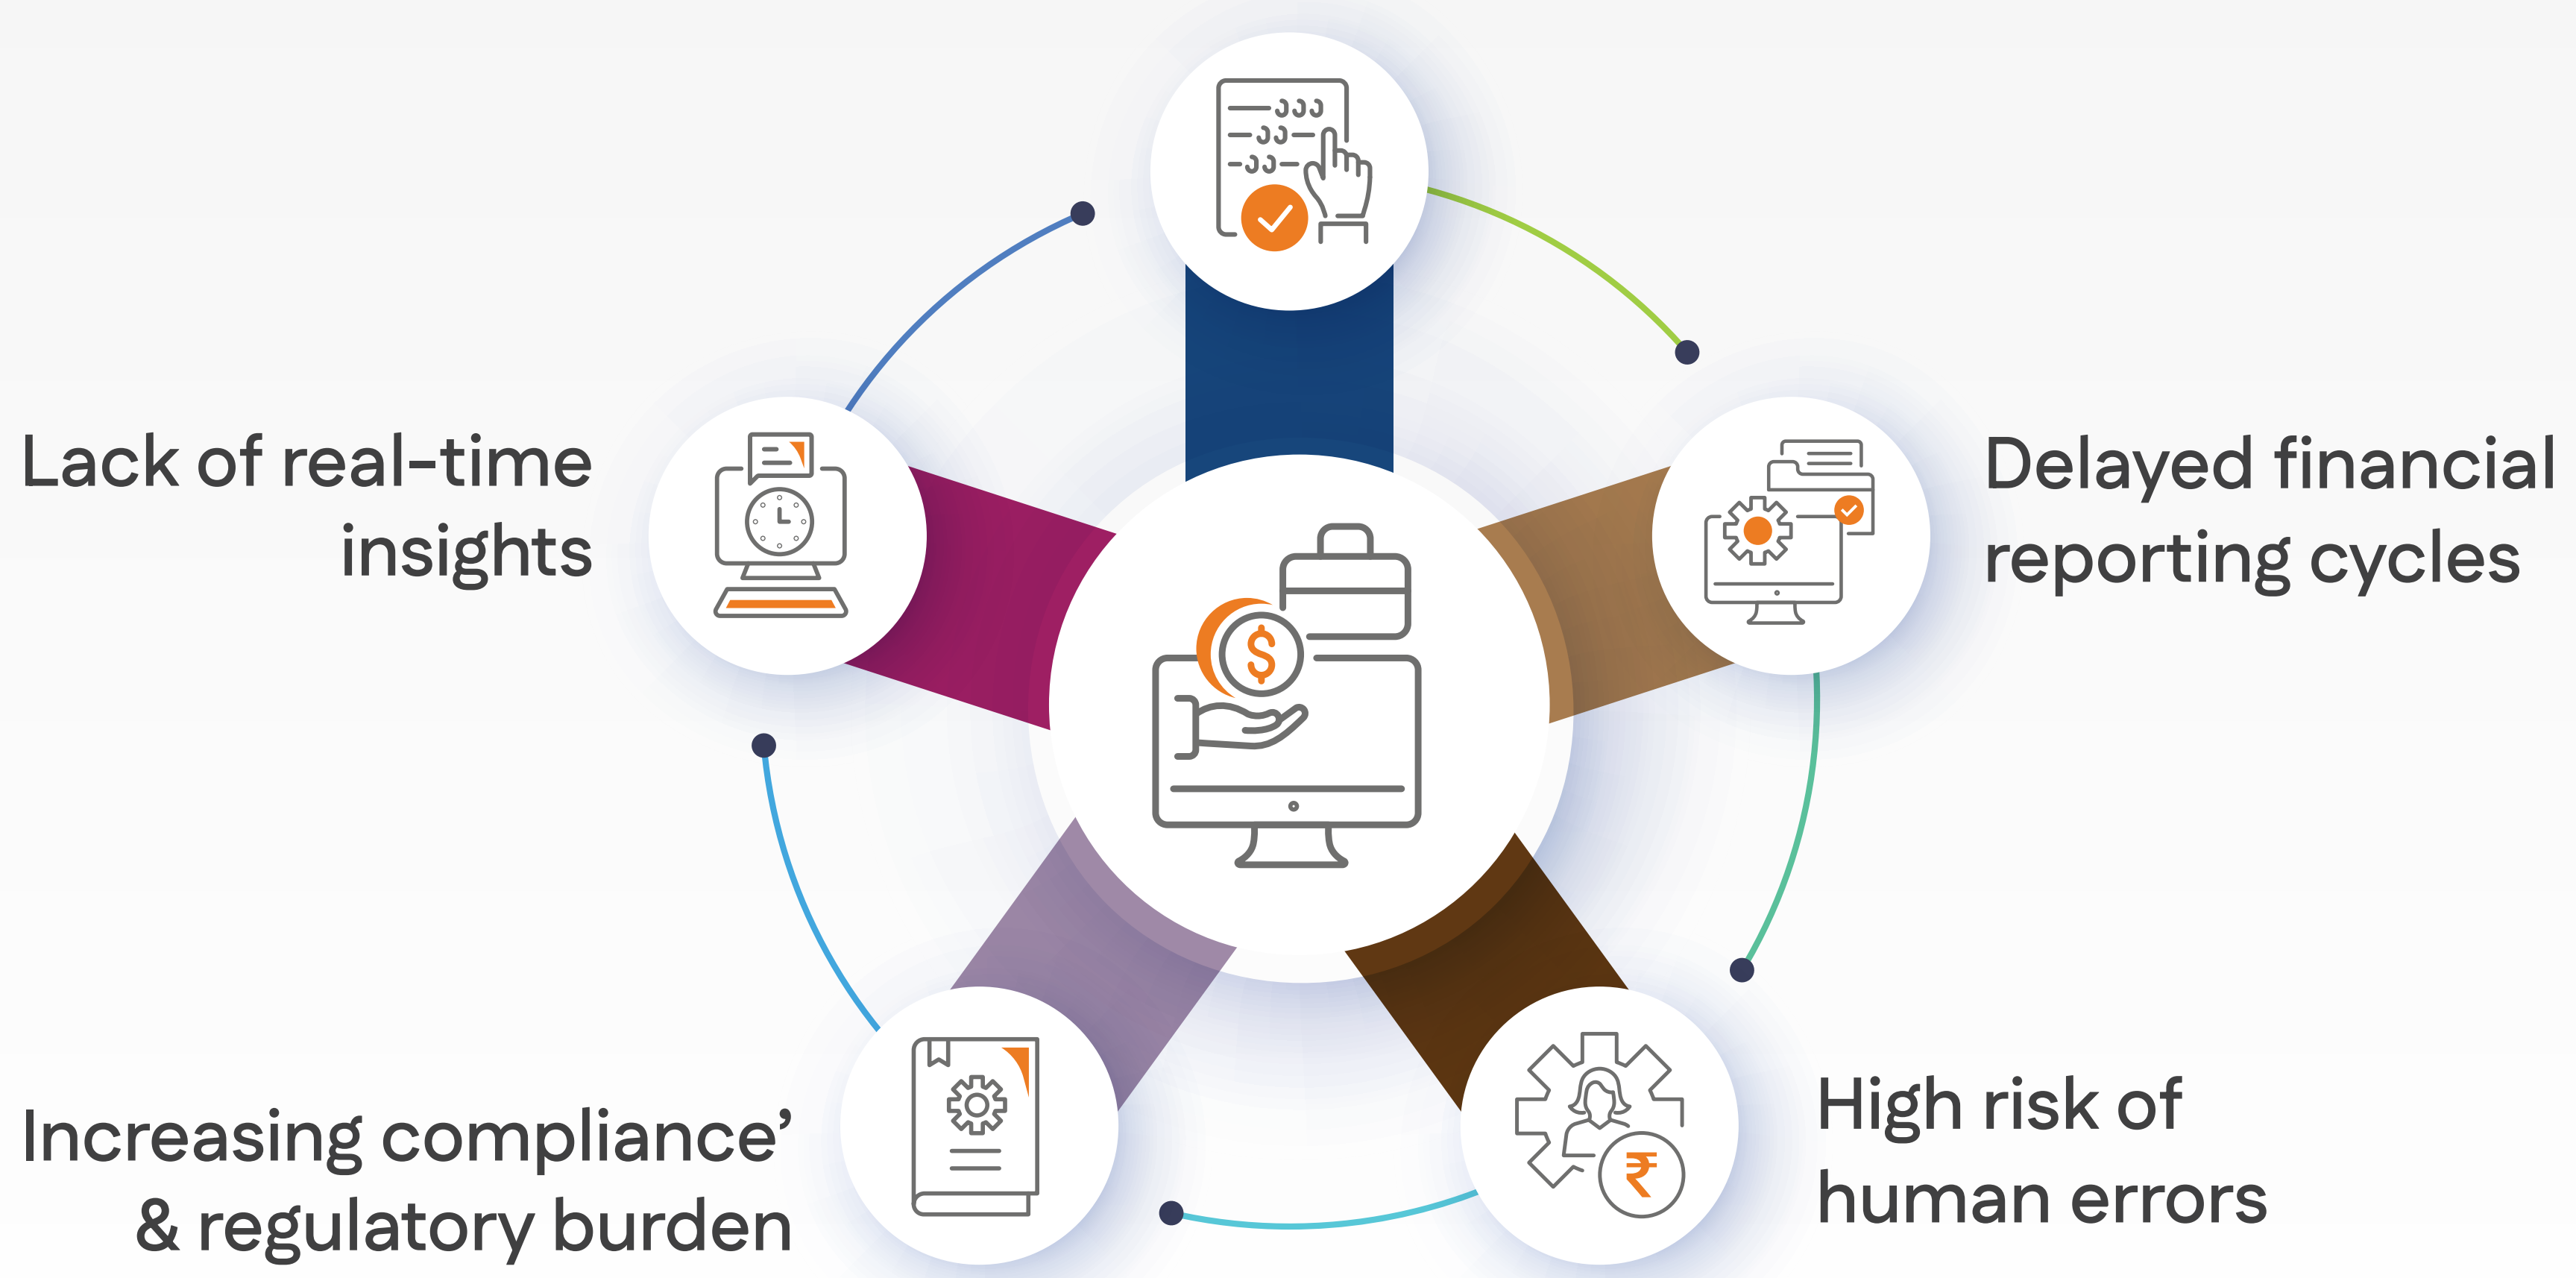 Lack of real-time
insights
Delayed financial
reporting cycles
Increasing compliance’
& regulatory burden
High risk of
human errors
$
₹